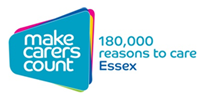 make
carers
count
180,000
reasons to care
Essex